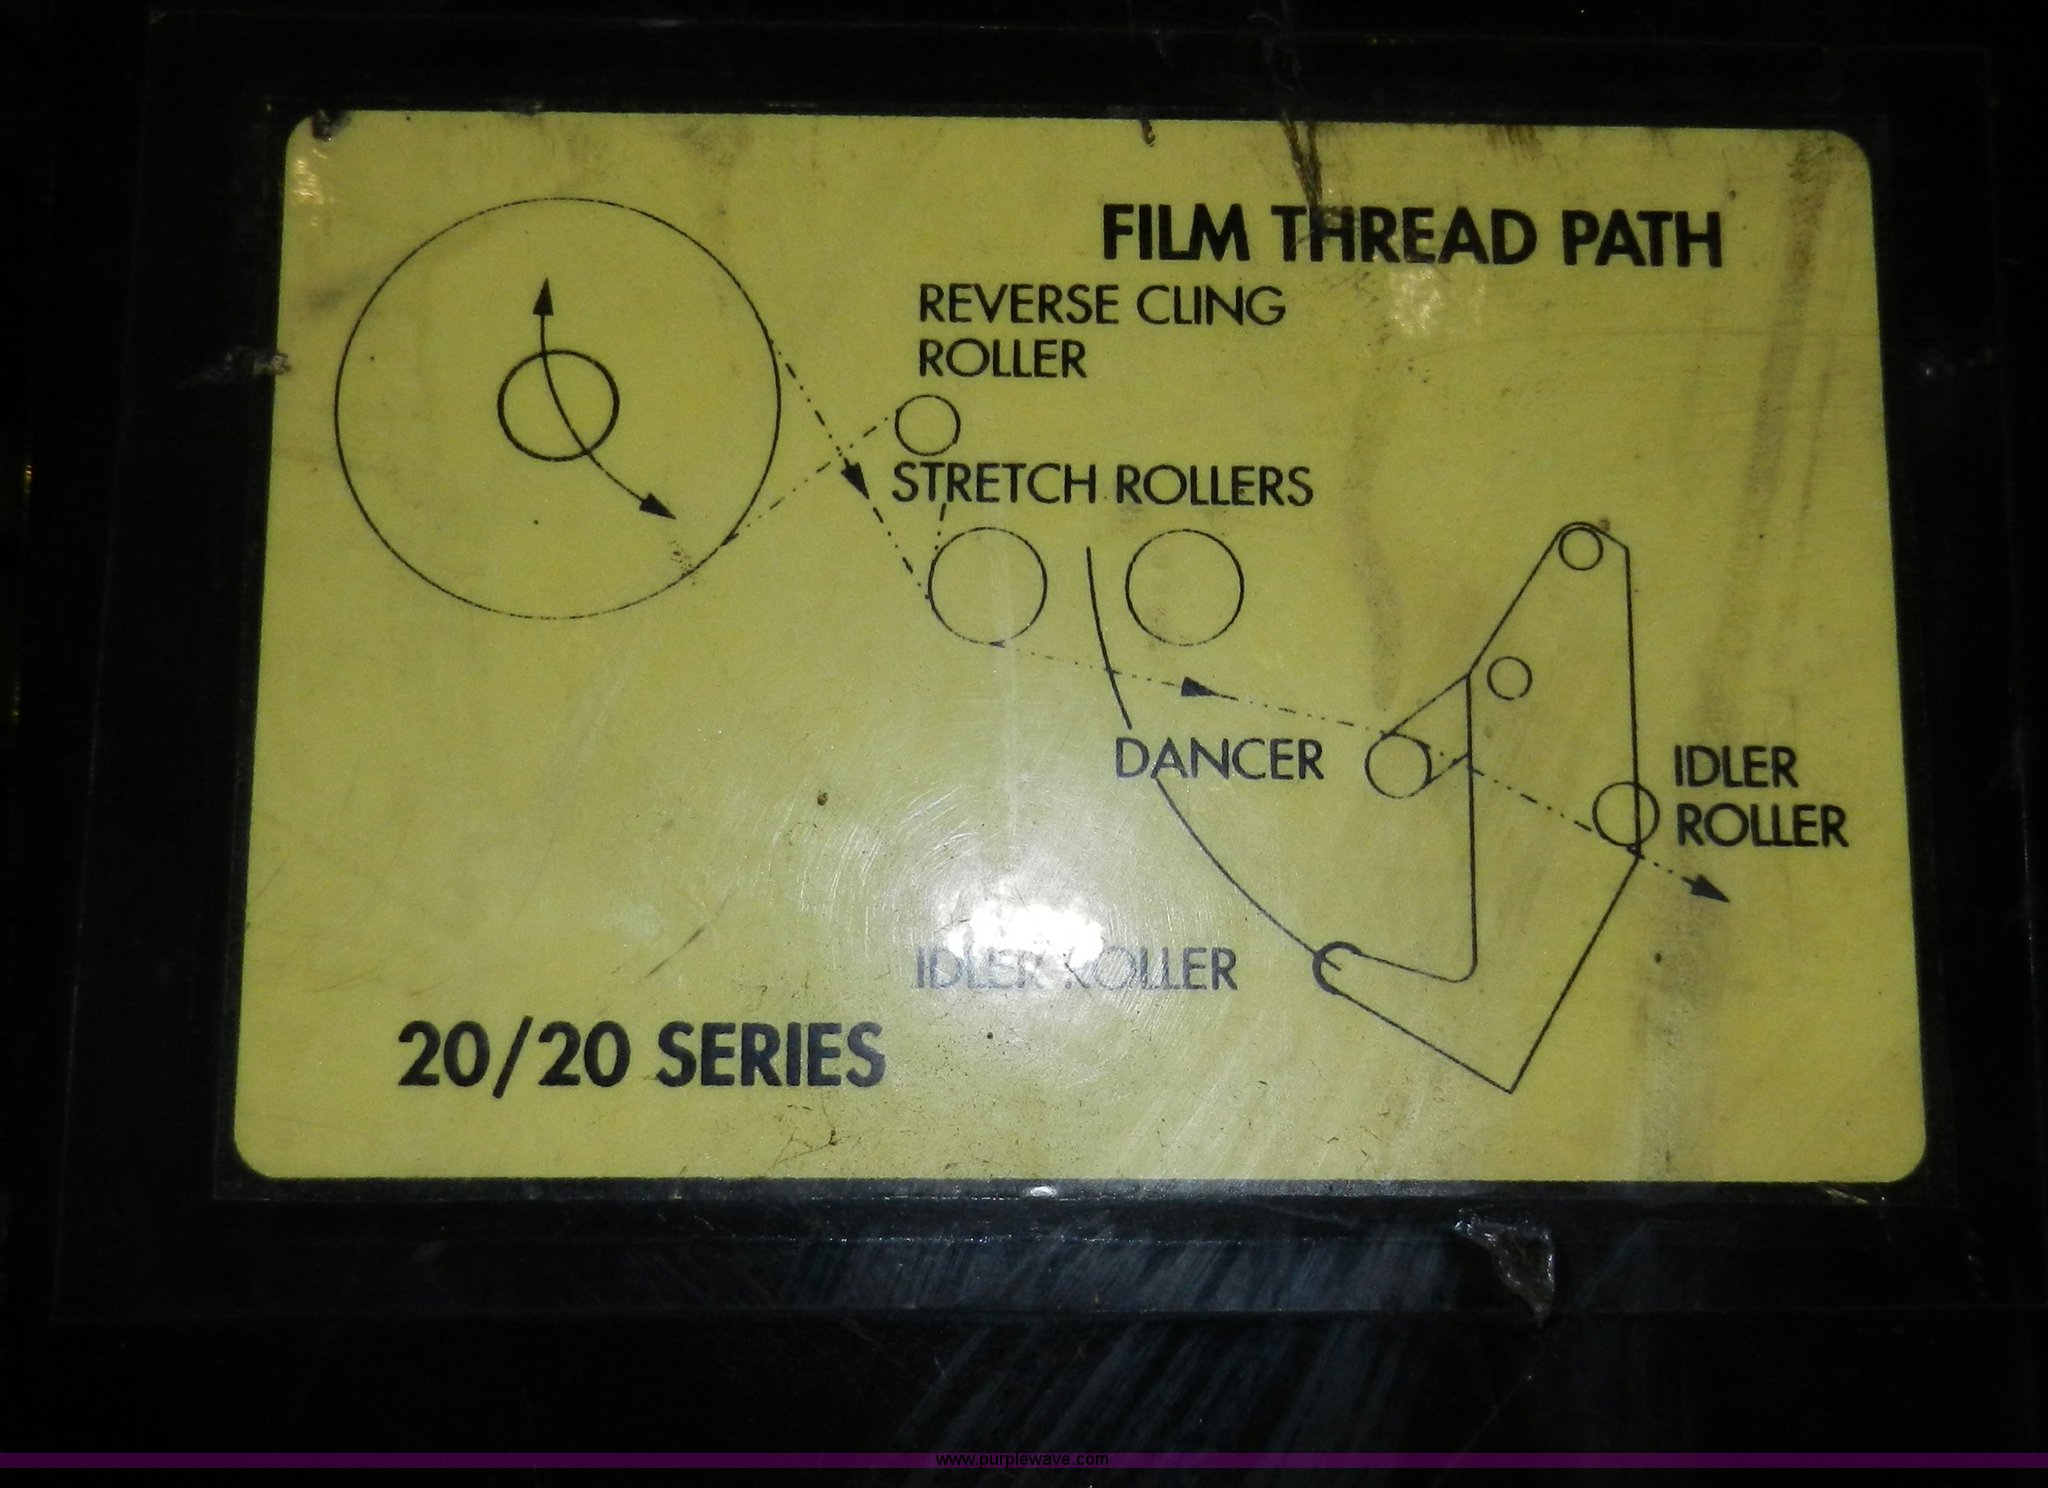 FILM THREAD PATH
REVERSE CLING
ROLLER
STRETCH ROLLERS
DANCER
IDLER
ROLLER
IDLER ROLLER
20/20 SERIES
www.purplewave.com